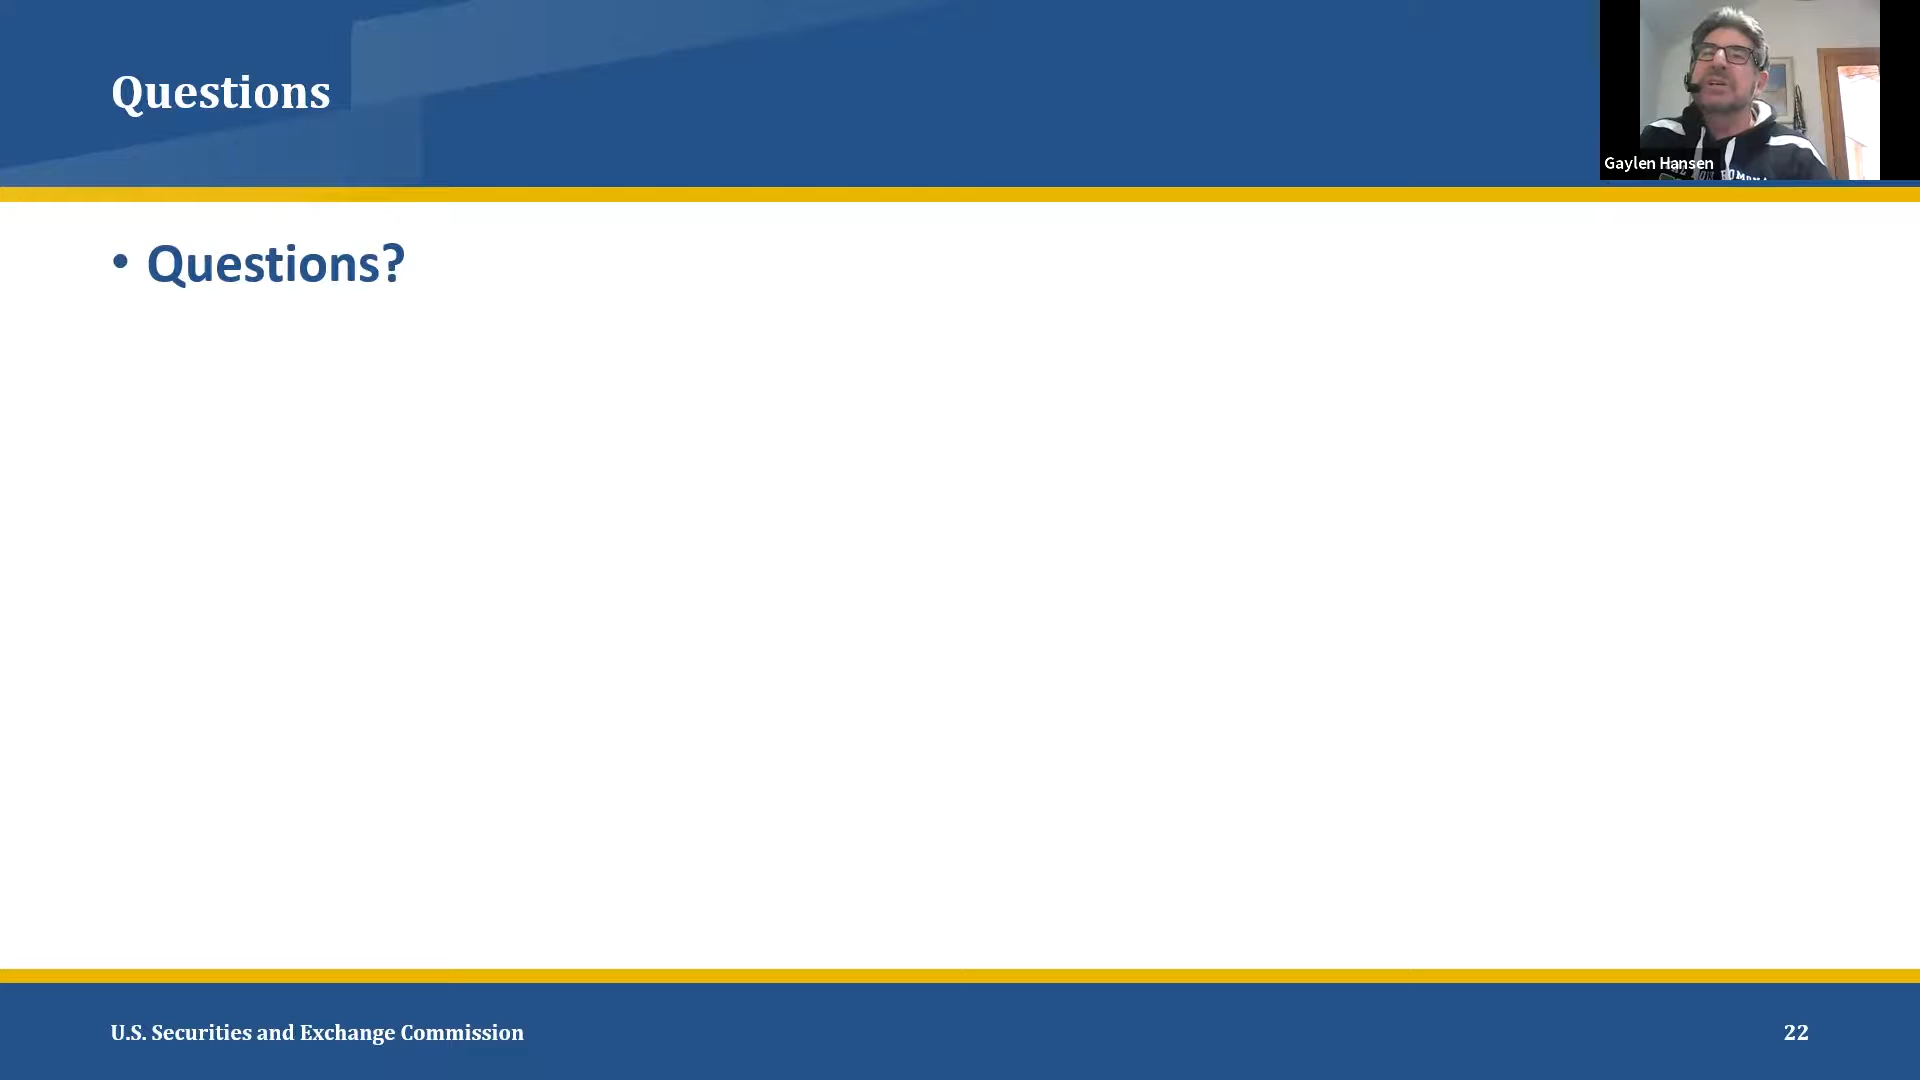 Questions
Gaylen Hansen
• Questions?
U.S. Securities and Exchange Commission
22